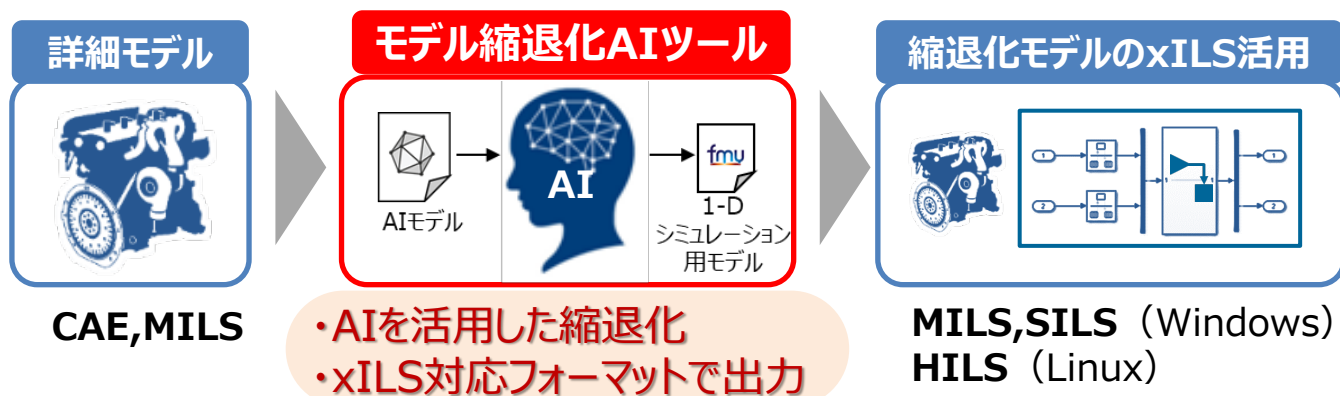 詳細モデル
モデル縮退化AIツール
縮退化モデルのxILS活用
AI
fmu
AIモデル
1-D
シミュレーション
用モデル
1
1
2
2
CAE,MILS
・AIを活用した縮退化
・xILS対応フォーマットで出力
MILS,SILS（Windows）
HILS（Linux）